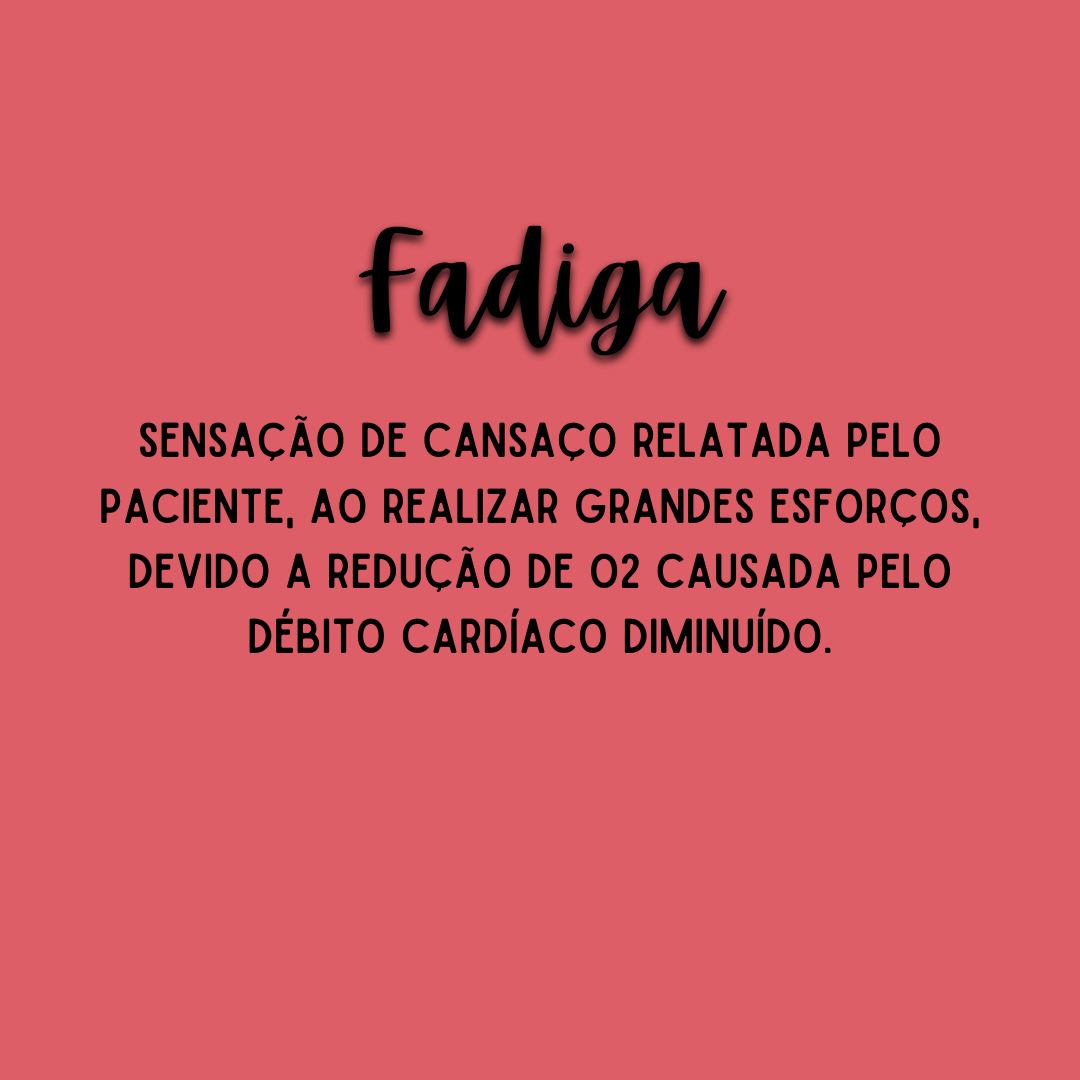 Fadiga
SENSAÇÃO DE CANSAÇO RELATADA PELO
PACIENTE, AO REALIZAR GRANDES ESFORÇOS,
DEVIDO A REDUÇÃO DE O2 CAUSADA PELO
DÉBITO CARDÍACO DIMINUÍDO.